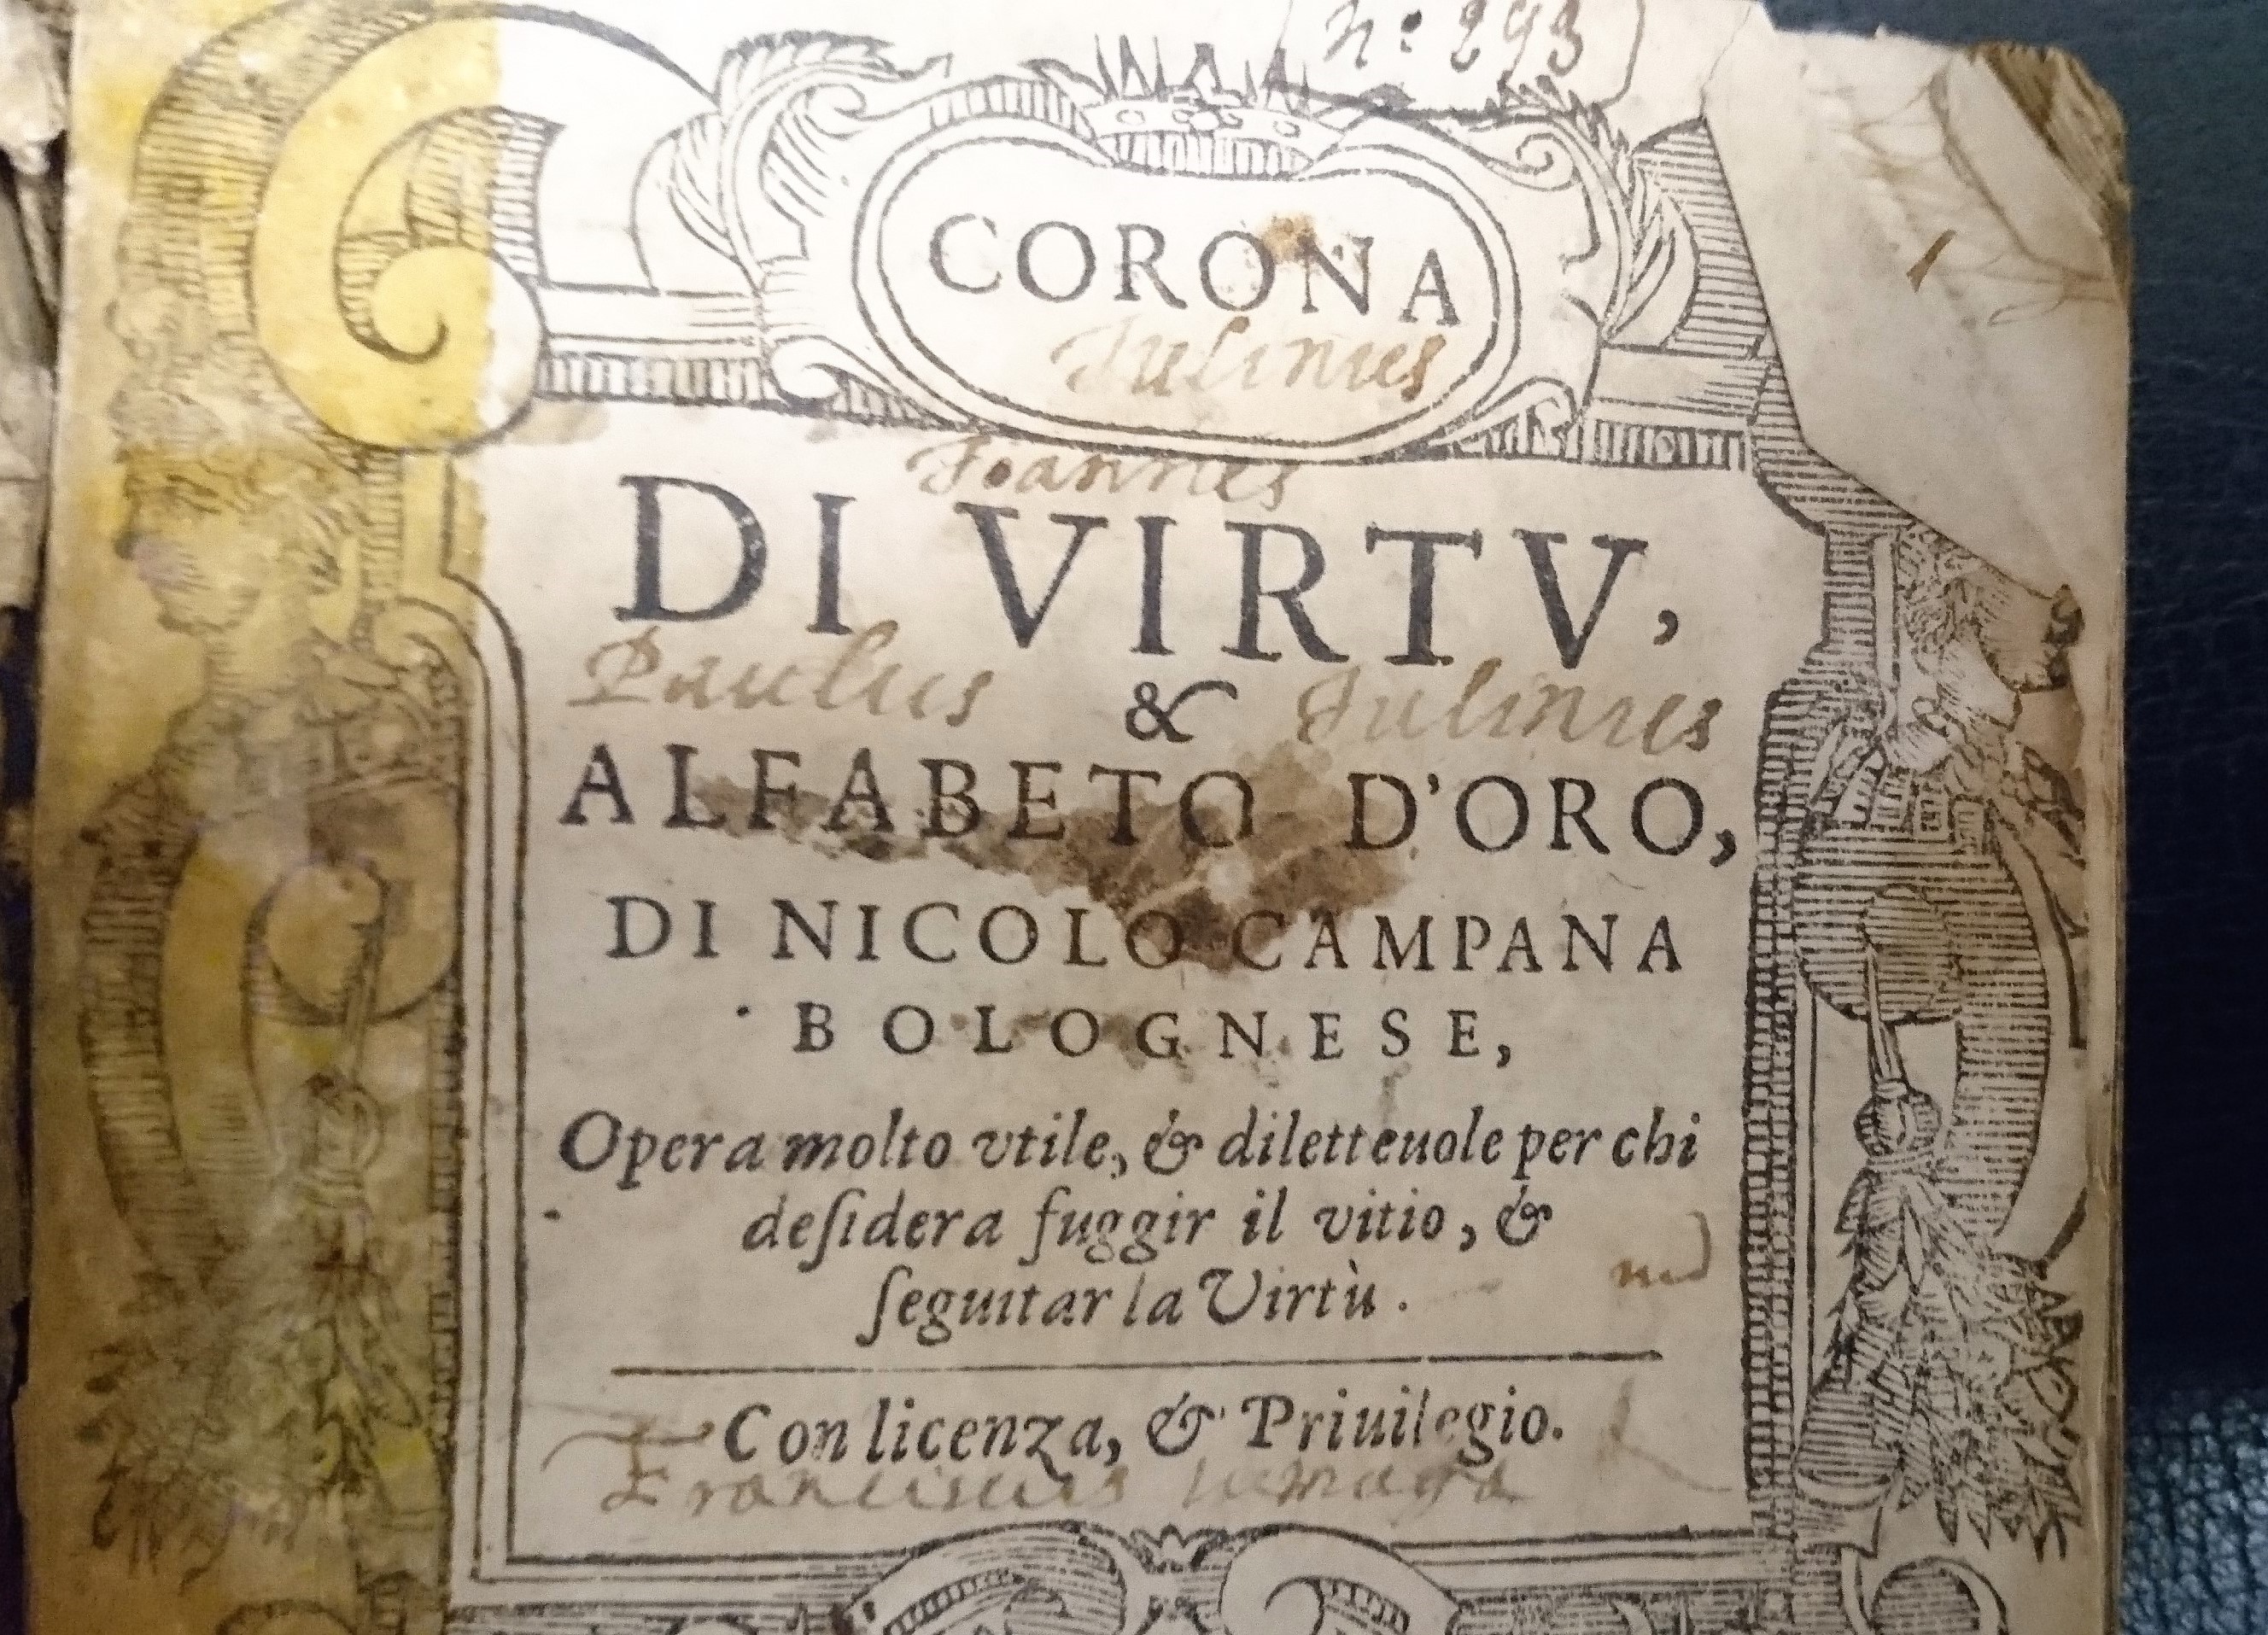 n: 293
CORONA
Julinus
Joannes
DI VIRTV,
Paulus & Julinus
ALFABETO D'ORO,
DI NICOLO CAMPANA
BOLOGNESE,
Opera molto vtile, & diletteuole per chi
deſidera fuggir il vitio, &
ſeguitar la Virtù.
Con licenza, & Priuilegio.
Franciscus